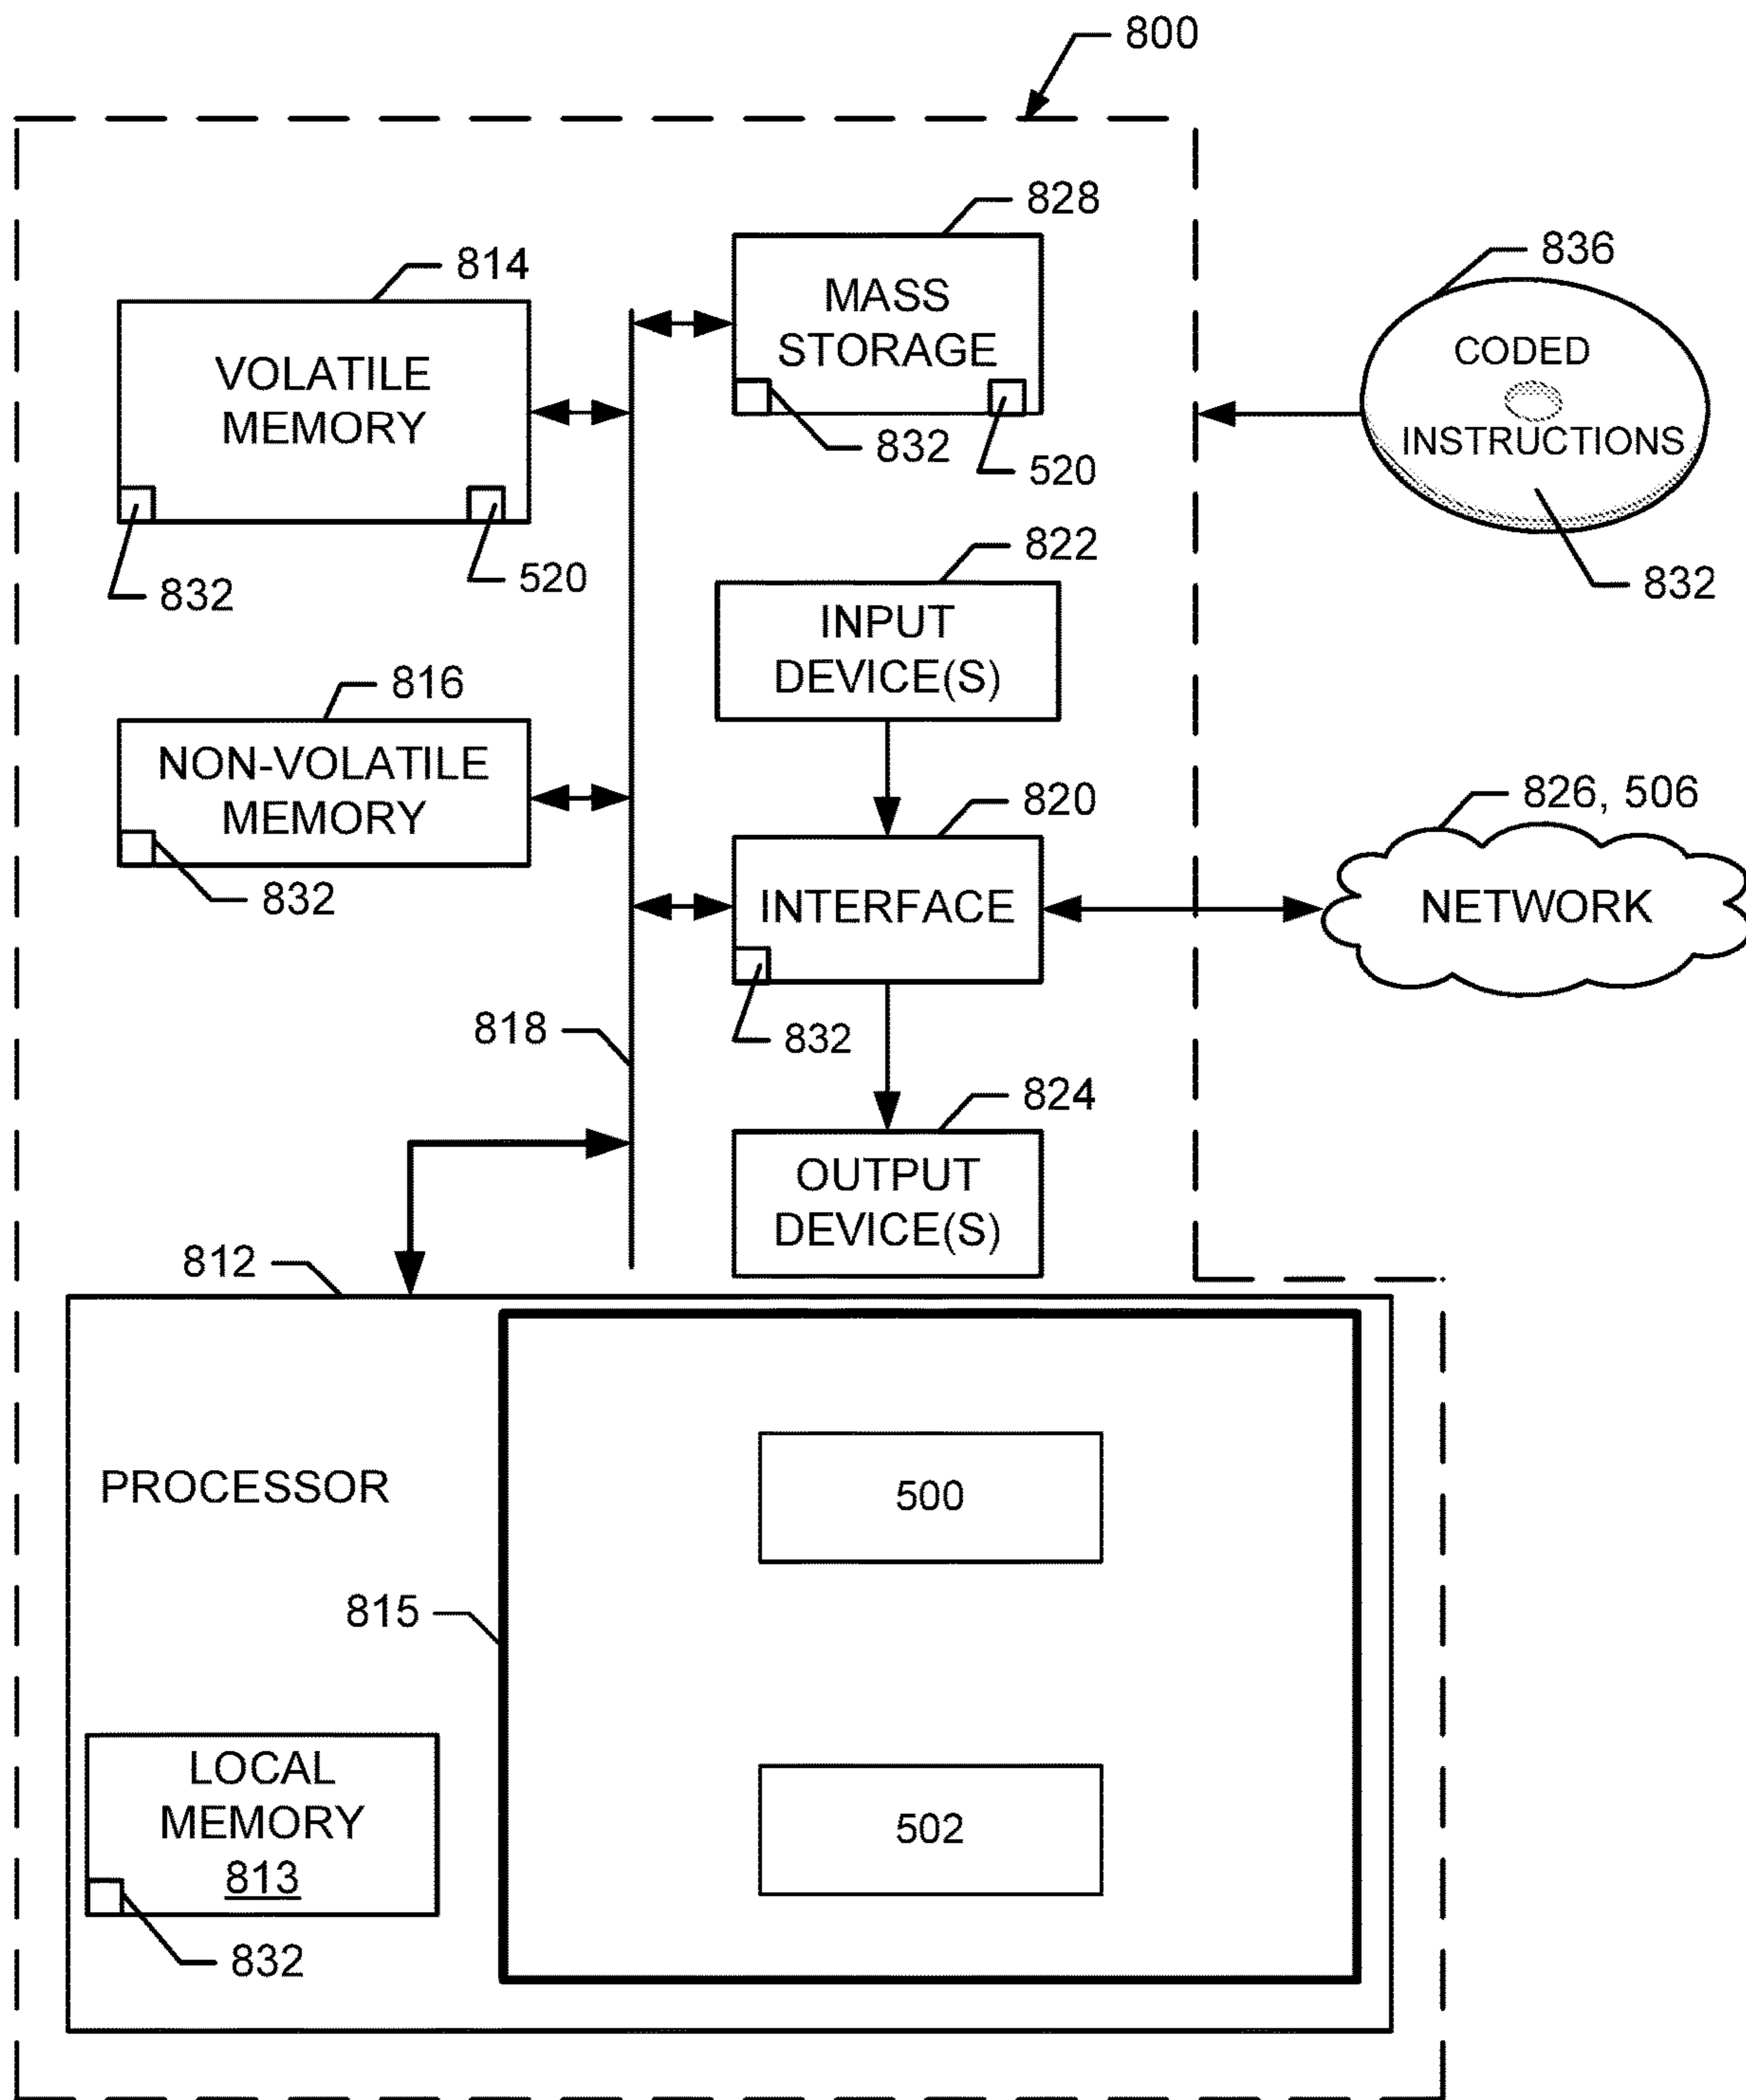 800
828
MASS
STORAGE
832
520
814
VOLATILE
MEMORY
832
520
836
CODED
INSTRUCTIONS
832
822
INPUT
DEVICE(S)
816
NON-VOLATILE
MEMORY
832
820
INTERFACE
832
826, 506
NETWORK
818
824
OUTPUT
DEVICE(S)
812
PROCESSOR
500
815
502
LOCAL
MEMORY
813
832